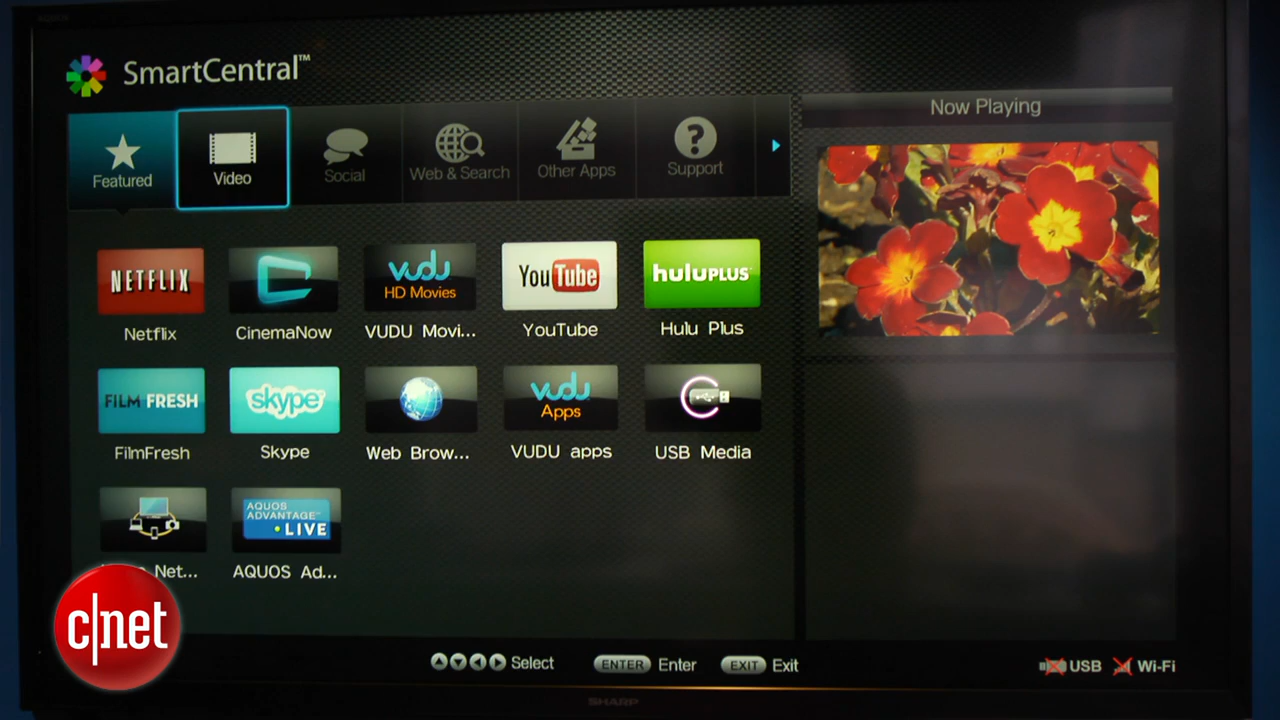 SmartCentral™
Now Playing
Featured
Video
Social
Web & Search
Other Apps
Support
NETFLIX
vudu
HD Movies
YouTube
huluPLUS
Netflix
CinemaNow
VUDU Movi...
YouTube
Hulu Plus
FILM FRESH
skype
vudu
Apps
FilmFresh
Skype
Web Brow...
VUDU apps
USB Media
AQUOS
ADVANTAGE
LIVE
Net...
AQUOS Ad...
c|net
Select
ENTER Enter
EXIT Exit
USB
Wi-Fi
SHARP